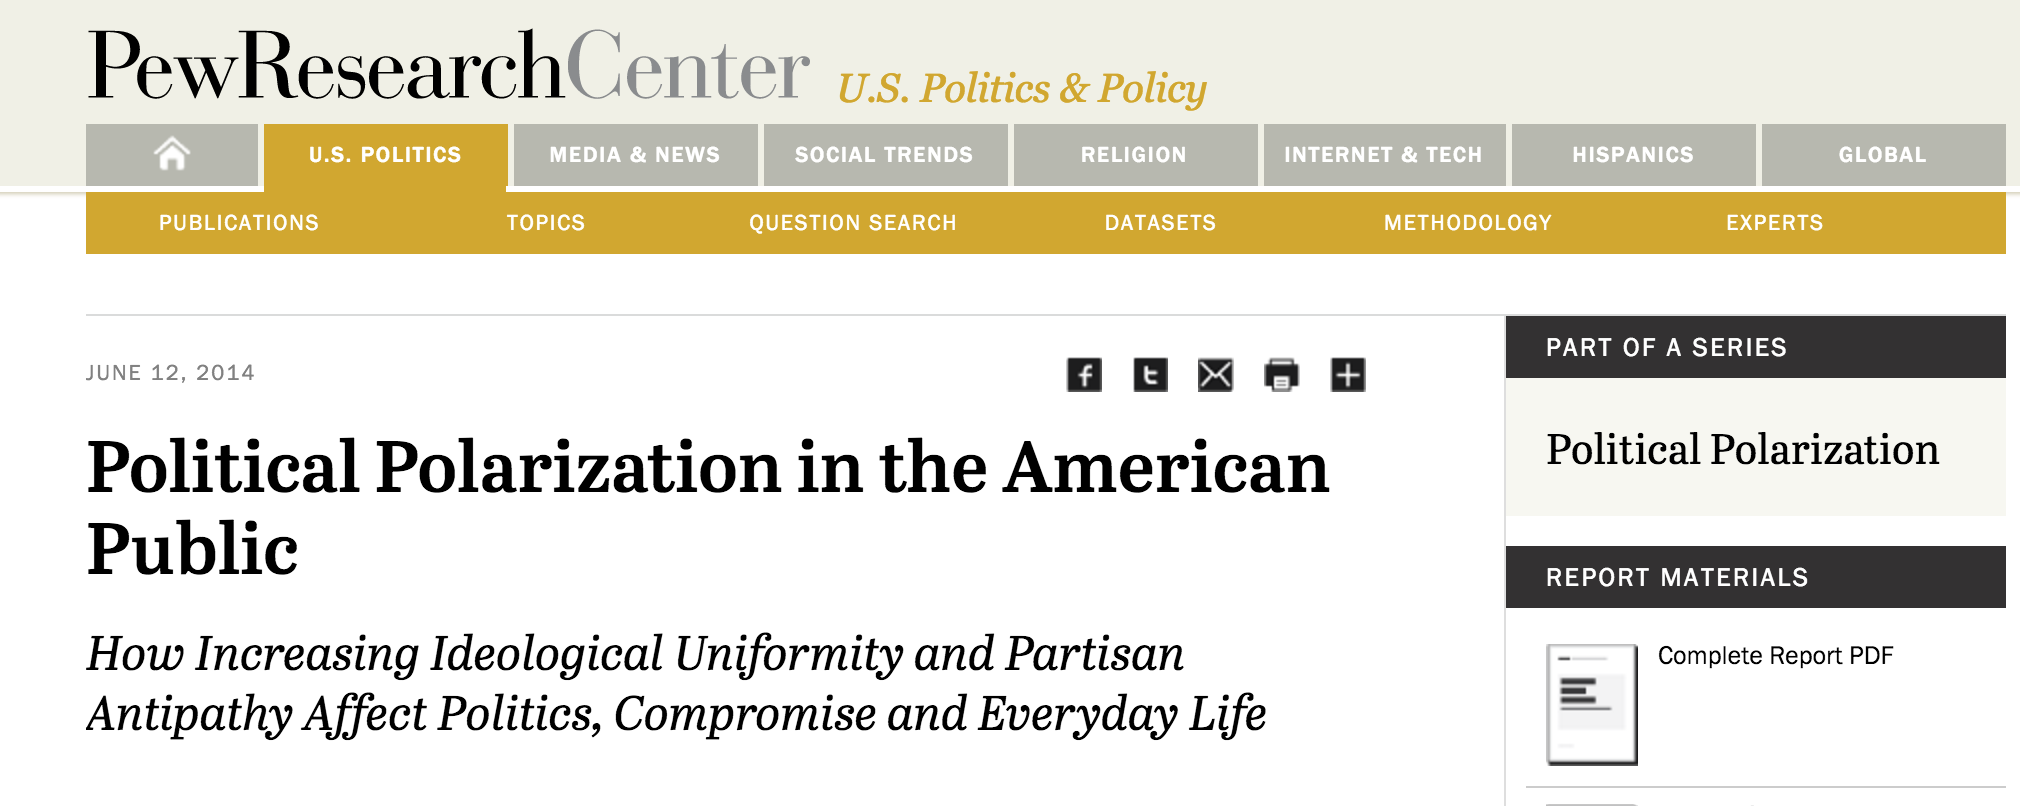 PewResearchCenter U.S. Politics & Policy
U.S. POLITICS MEDIA & NEWS SOCIAL TRENDS RELIGION INTERNET & TECH HISPANICS GLOBAL
PUBLICATIONS TOPICS QUESTION SEARCH DATASETS METHODOLOGY EXPERTS
JUNE 12, 2014
Political Polarization in the American
Public
How Increasing Ideological Uniformity and Partisan
Antipathy Affect Politics, Compromise and Everyday Life
PART OF A SERIES
Political Polarization
REPORT MATERIALS
Complete Report PDF